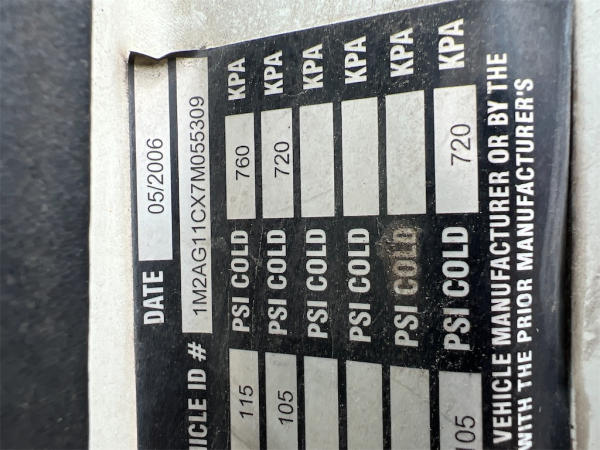 DATE 05/2006
VEHICLE ID # 1M2AG11CX7M055309
115 PSI COLD 760 KPA
105 PSI COLD 720 KPA
PSI COLD KPA
PSI COLD KPA
PSI COLD KPA
105 PSI COLD 720 KPA
VEHICLE MANUFACTURER OR BY THE
WITH THE PRIOR MANUFACTURER'S